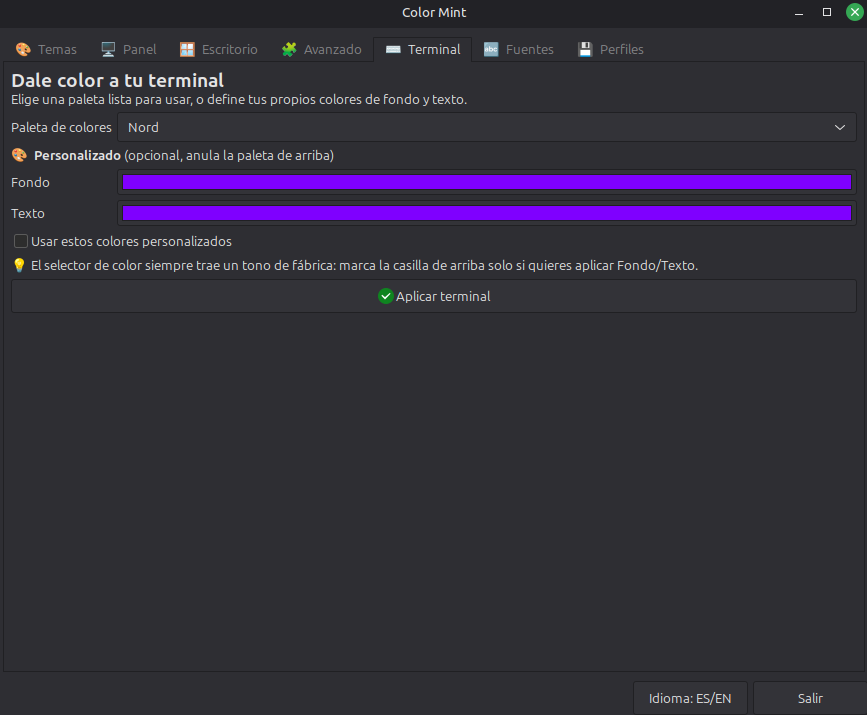 Color Mint
Temas Panel Escritorio Avanzado Terminal abc Fuentes Perfiles
Dale color a tu terminal
Elige una paleta lista para usar, o define tus propios colores de fondo y texto.
Paleta de colores Nord
Personalizado (opcional, anula la paleta de arriba)
Fondo
Texto
Usar estos colores personalizados
El selector de color siempre trae un tono de fábrica: marca la casilla de arriba solo si quieres aplicar Fondo/Texto.
Aplicar terminal
Idioma: ES/EN Salir